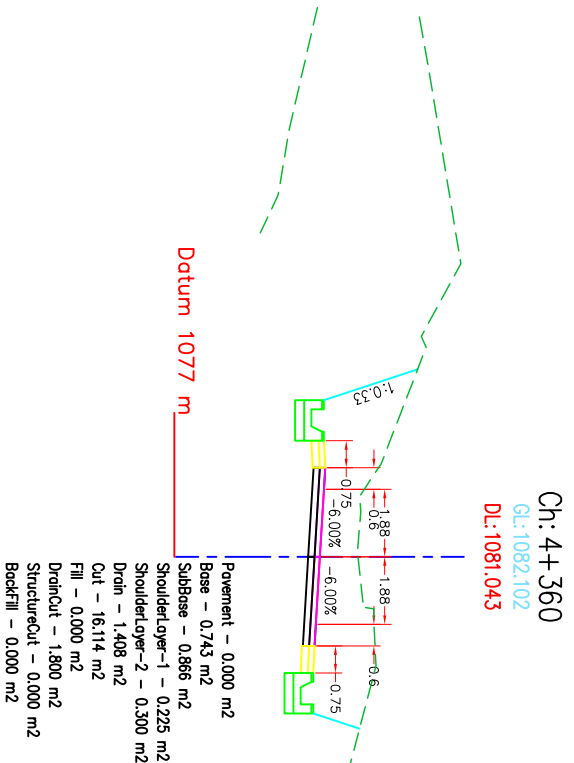 Ch: 4+360
GL:1082.102
DL:1081.043
1:0.33
1.88
1.88
0.6
0.6
0.75
0.75
-6.00%
-6.00%
Datum 1077 m
Pavement - 0.000 m2
Base - 0.743 m2
SubBase - 0.866 m2
ShoulderLayer-1 - 0.225 m2
ShoulderLayer-2 - 0.300 m2
Drain - 1.408 m2
Cut - 16.114 m2
Fill - 0.000 m2
DrainCut - 1.800 m2
StructureCut - 0.000 m2
BackFill - 0.000 m2